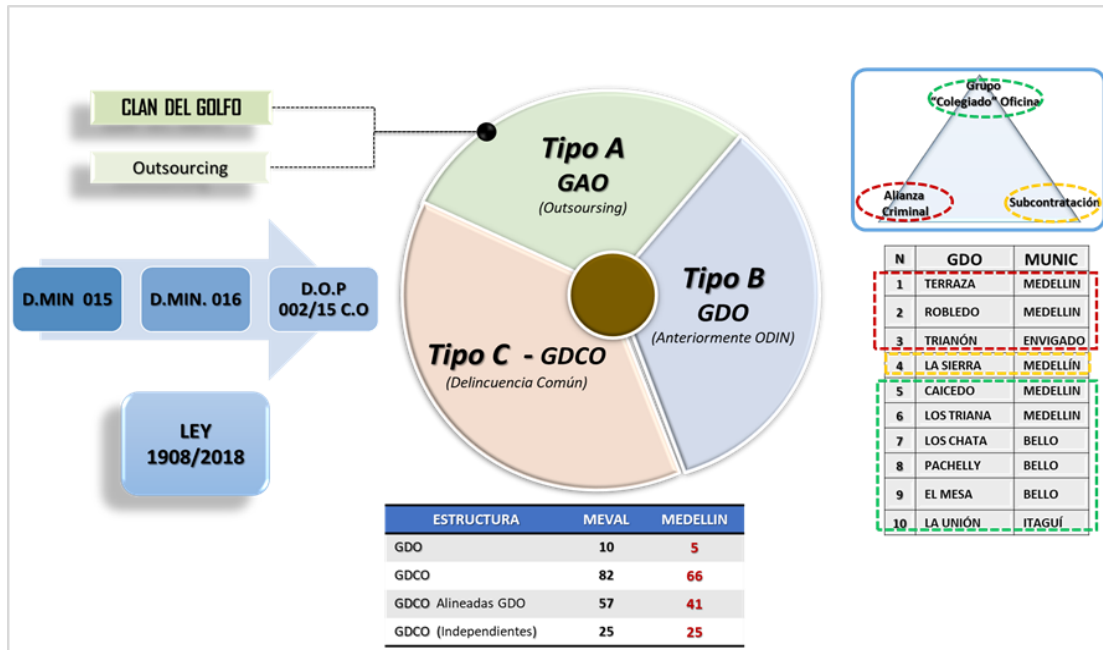 CLAN DEL GOLFO
Outsourcing
D.MIN 015
D.MIN. 016
D.O.P
002/15 C.O
LEY
1908/2018
Tipo A
GAO
(Outsoursing)
Tipo B
GDO
(Anteriormente ODIN)
Tipo C - GDCO
(Delincuencia Común)
Grupo
"Colegiado" Oficina
Alianza
Criminal
Subcontratación
N GDO MUNIC
1 TERRAZA MEDELLIN
2 ROBLEDO MEDELLIN
3 TRIANÓN ENVIGADO
4 LA SIERRA MEDELLÍN
5 CAICEDO MEDELLIN
6 LOS TRIANA MEDELLIN
7 LOS CHATA BELLO
8 PACHELLY BELLO
9 EL MESA BELLO
10 LA UNIÓN ITAGUÍ
ESTRUCTURA MEVAL MEDELLIN
GDO 10 5
GDCO 82 66
GDCO Alineadas GDO 57 41
GDCO (Independientes) 25 25